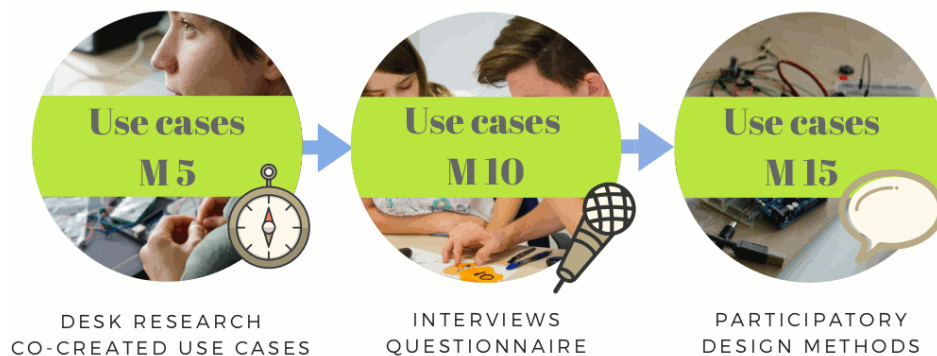 Use cases
M 5
DESK RESEARCH
CO-CREATED USE CASES
Use cases
M 10
INTERVIEWS
QUESTIONNAIRE
Use cases
M 15
PARTICIPATORY
DESIGN METHODS